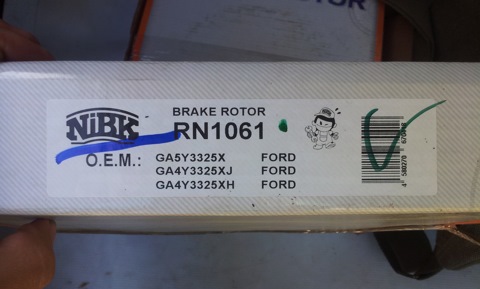 NiBK
BRAKE ROTOR
RN1061
O.E.M.:
GA5Y3325X FORD
GA4Y3325XJ FORD
GA4Y3325XH FORD